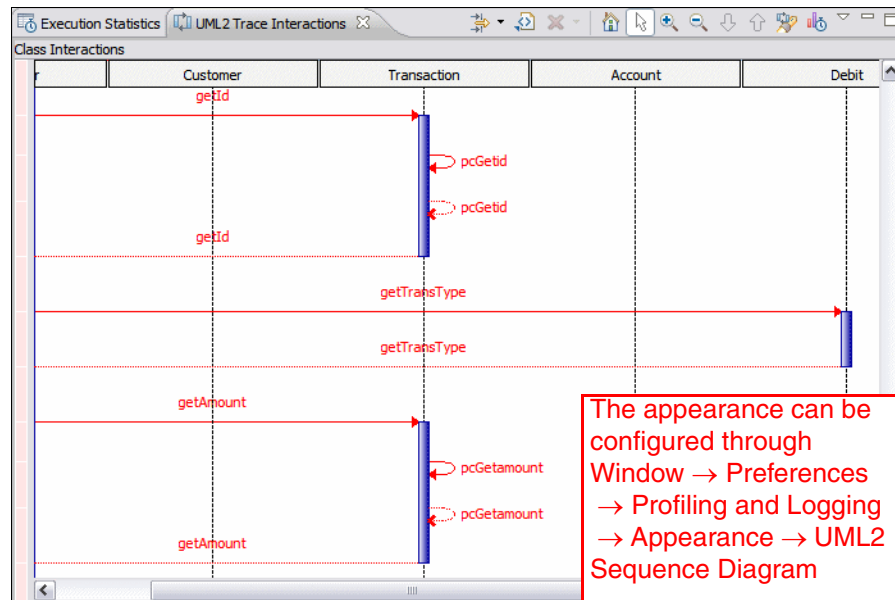 Execution Statistics UML2 Trace Interactions
Class Interactions
r Customer Transaction Account Debit
getId
pcGetid
pcGetid
getId
getTransType
getTransType
getAmount
pcGetamount
pcGetamount
getAmount
The appearance can be
configured through
Window → Preferences
→ Profiling and Logging
→ Appearance → UML2
Sequence Diagram